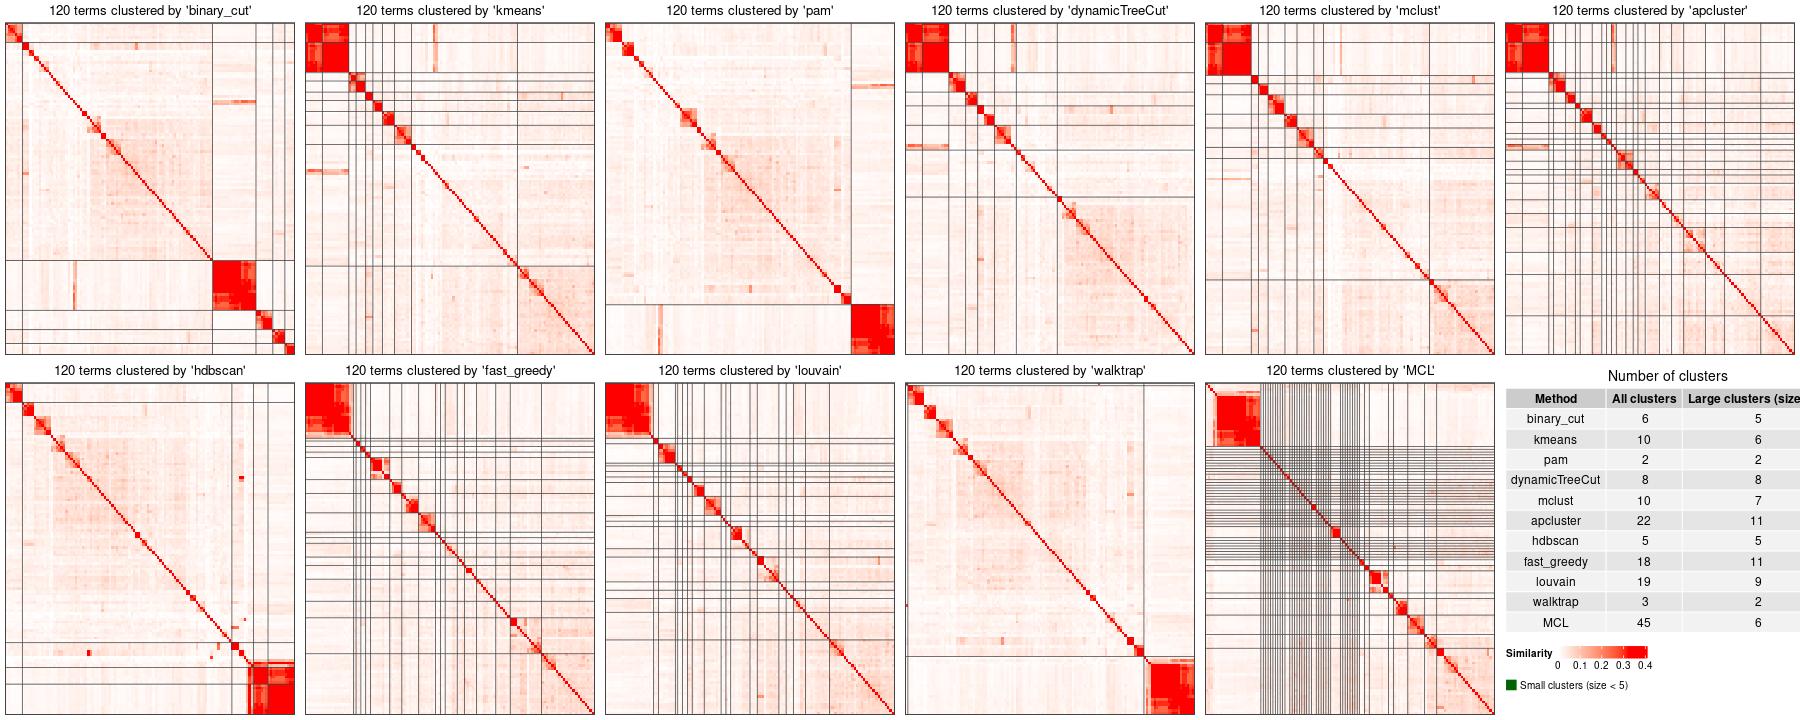 120 terms clustered by 'binary_cut'
120 terms clustered by 'kmeans'
120 terms clustered by 'pam'
120 terms clustered by 'dynamicTreeCut'
120 terms clustered by 'mclust'
120 terms clustered by 'apcluster'
120 terms clustered by 'hdbscan'
120 terms clustered by 'fast_greedy'
120 terms clustered by 'louvain'
120 terms clustered by 'walktrap'
120 terms clustered by 'MCL'
Number of clusters
Method All clusters Large clusters (size
binary_cut 6 5
kmeans 10 6
pam 2 2
dynamicTreeCut 8 8
mclust 10 7
apcluster 22 11
hdbscan 5 5
fast_greedy 18 11
louvain 19 9
walktrap 3 2
MCL 45 6
Similarity
0 0.1 0.2 0.3 0.4
Small clusters (size < 5)